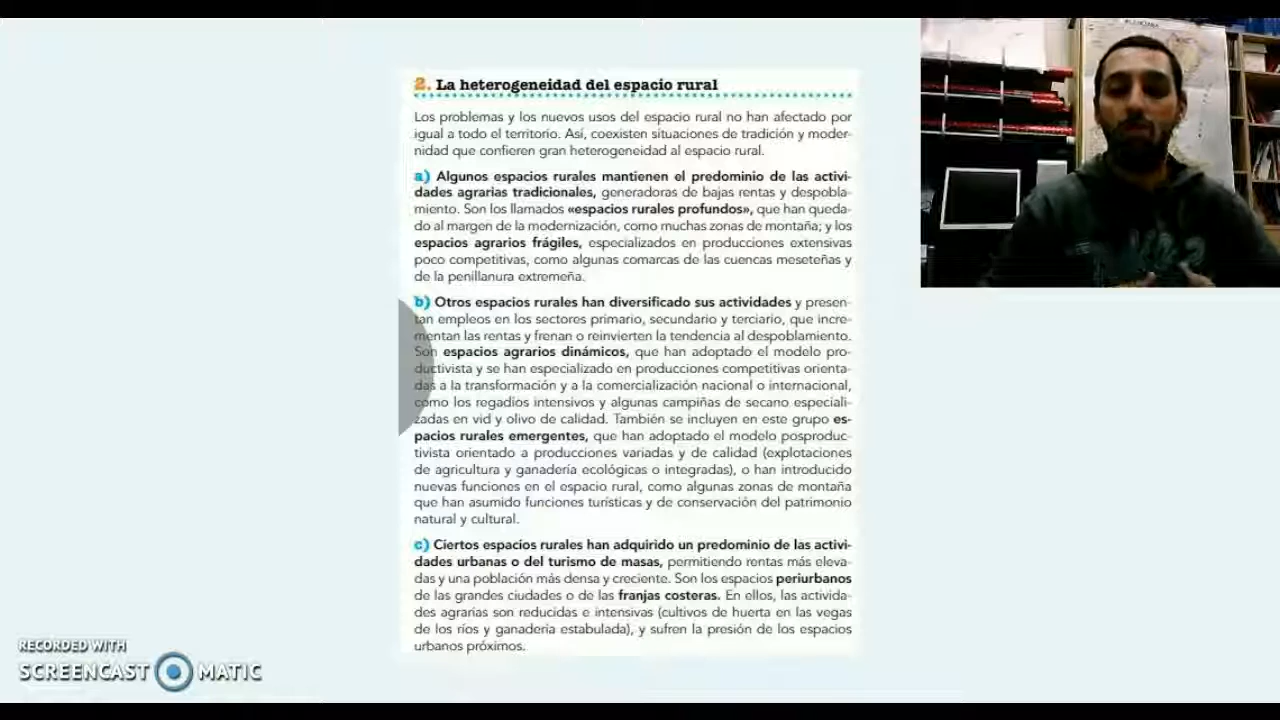 2. La heterogeneidad del espacio rural
Los problemas y los nuevos usos del espacio rural no han afectado por
igual a todo el territorio. Así, coexisten situaciones de tradición y moder-
nidad que confieren gran heterogeneidad al espacio rural.
a) Algunos espacios rurales mantienen el predominio de las activi-
dades agrarias tradicionales, generadoras de bajas rentas y despobla-
miento. Son los llamados «espacios rurales profundos», que han queda-
do al margen de la modernización, como muchas zonas de montaña; y los
espacios agrarios frágiles, especializados en producciones extensivas
poco competitivas, como algunas comarcas de las cuencas meseteñas y
de la penillanura extremeña.
b) Otros espacios rurales han diversificado sus actividades y presen-
tan empleos en los sectores primario, secundario y terciario, que incre-
mentan las rentas y frenan o reinvierten la tendencia al despoblamiento.
Son espacios agrarios dinámicos, que han adoptado el modelo pro-
ductivista y se han especializado en producciones competitivas orienta-
das a la transformación y a la comercialización nacional o internacional,
como los regadíos intensivos y algunas campiñas de secano especiali-
zadas en vid y olivo de calidad. También se incluyen en este grupo es-
pacios rurales emergentes, que han adoptado el modelo posproduc-
tivista orientado a producciones variadas y de calidad (explotaciones
de agricultura y ganadería ecológicas o integradas), o han introducido
nuevas funciones en el espacio rural, como algunas zonas de montaña
que han asumido funciones turísticas y de conservación del patrimonio
natural y cultural.
c) Ciertos espacios rurales han adquirido un predominio de las activi-
dades urbanas o del turismo de masas, permitiendo rentas más eleva-
das y una población más densa y creciente. Son los espacios periurbanos
de las grandes ciudades o de las franjas costeras. En ellos, las activida-
des agrarias son reducidas e intensivas (cultivos de huerta en las vegas
de los ríos y ganadería estabulada), y sufren la presión de los espacios
urbanos próximos.
RECORDED WITH
SCREENCAST MATIC